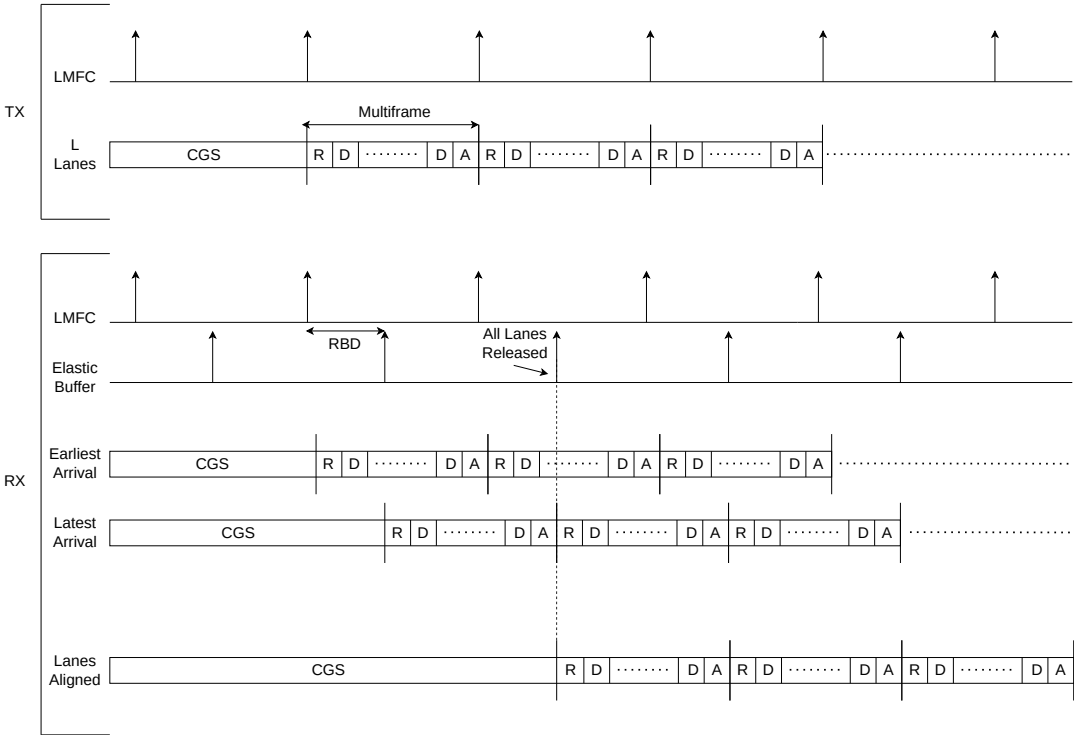 TX
LMFC
Multiframe
L
Lanes
CGS R D ........ D A R D ........ D A R D ........ D A
RX
LMFC
RBD
All Lanes
Released
Elastic
Buffer
Earliest
Arrival
CGS R D ........ D A R D ........ D A R D ........ D A
Latest
Arrival
CGS R D ........ D A R D ........ D A R D ........ D A
Lanes
Aligned
CGS R D ........ D A R D ........ D A R D ........ D A